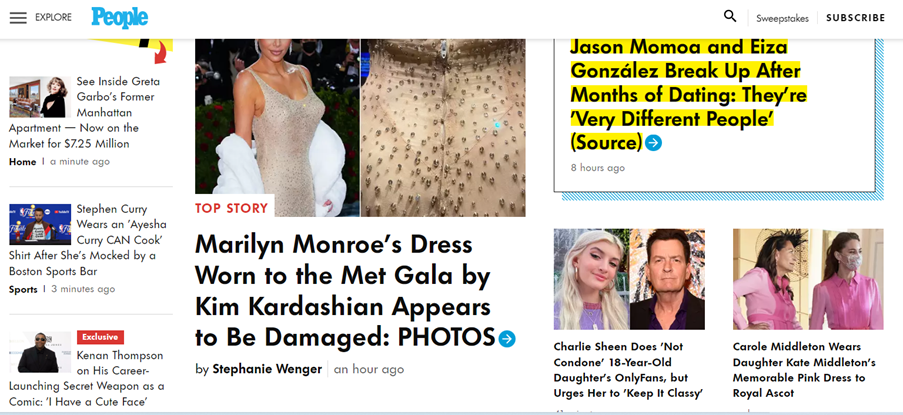 EXPLORE
People
Sweepstakes
SUBSCRIBE
See Inside Greta
Garbo's Former
Manhattan
Apartment — Now on the
Market for $7.25 Million
Home | a minute ago
Stephen Curry
Wears an 'Ayesha
Curry CAN Cook'
Shirt After She's Mocked by a
Boston Sports Bar
Sports | 3 minutes ago
Exclusive
Kenan Thompson
on His Career-
Launching Secret Weapon as a
Comic: 'I Have a Cute Face'
TOP STORY
Marilyn Monroe's Dress
Worn to the Met Gala by
Kim Kardashian Appears
to Be Damaged: PHOTOS
by Stephanie Wenger | an hour ago
Jason Momoa and Eiza
González Break Up After
Months of Dating: They're
'Very Different People'
(Source)
8 hours ago
Charlie Sheen Does 'Not
Condone' 18-Year-Old
Daughter's OnlyFans, but
Urges Her to 'Keep It Classy'
Carole Middleton Wears
Daughter Kate Middleton's
Memorable Pink Dress to
Royal Ascot